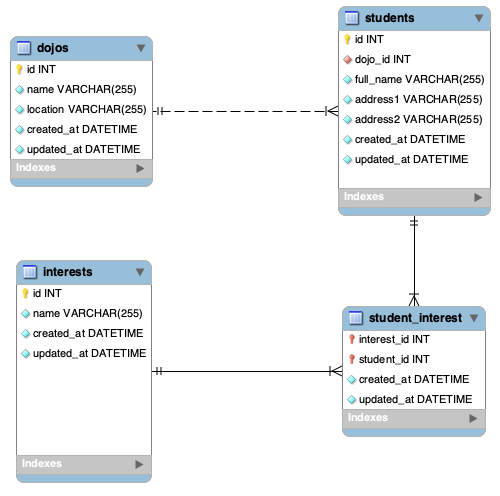 dojos
id INT
name VARCHAR(255)
location VARCHAR(255)
created_at DATETIME
updated_at DATETIME
Indexes
students
id INT
dojo_id INT
full_name VARCHAR(255)
address1 VARCHAR(255)
address2 VARCHAR(255)
created_at DATETIME
updated_at DATETIME
Indexes
interests
id INT
name VARCHAR(255)
created_at DATETIME
updated_at DATETIME
Indexes
student_interest
interest_id INT
student_id INT
created_at DATETIME
updated_at DATETIME
Indexes